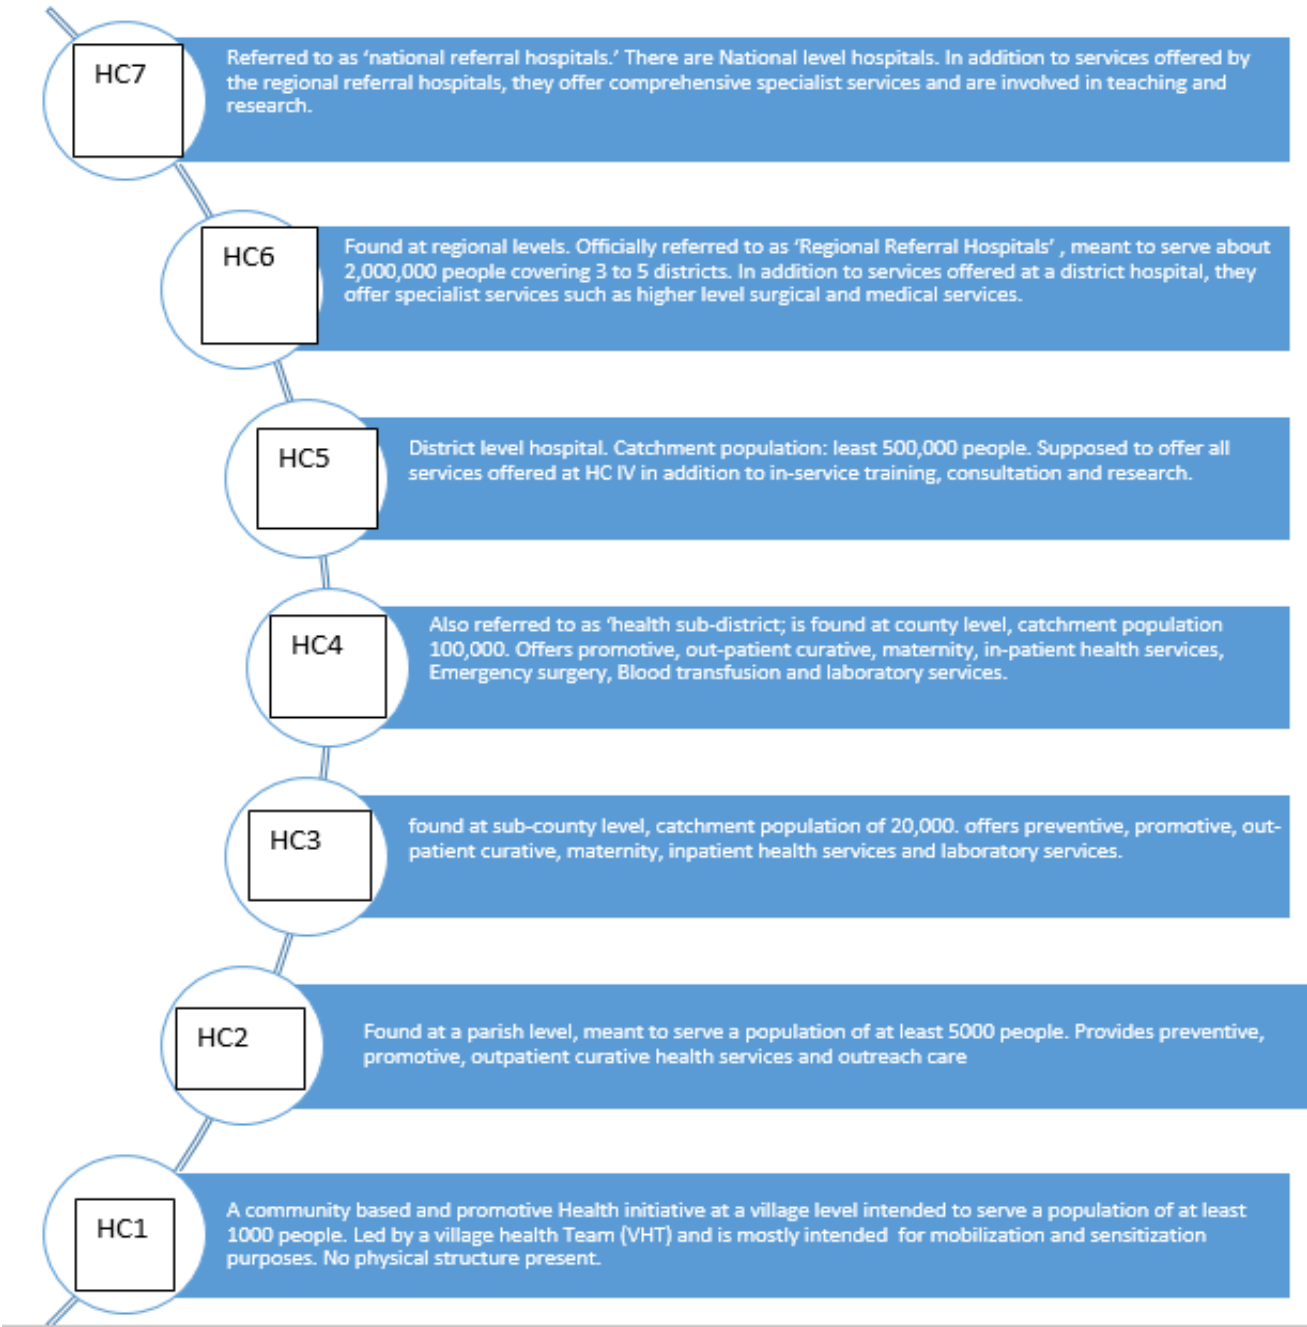 HC7
Referred to as ‘national referral hospitals.’ There are National level hospitals. In addition to services offered by
the regional referral hospitals, they offer comprehensive specialist services and are involved in teaching and
research.
HC6
Found at regional levels. Officially referred to as ‘Regional Referral Hospitals’ , meant to serve about
2,000,000 people covering 3 to 5 districts. In addition to services offered at a district hospital, they
offer specialist services such as higher level surgical and medical services.
HC5
District level hospital. Catchment population: least 500,000 people. Supposed to offer all
services offered at HC IV in addition to in-service training, consultation and research.
HC4
Also referred to as ‘health sub-district; is found at county level, catchment population
100,000. Offers promotive, out-patient curative, maternity, in-patient health services,
Emergency surgery, Blood transfusion and laboratory services.
HC3
found at sub-county level, catchment population of 20,000. offers preventive, promotive, out-
patient curative, maternity, inpatient health services and laboratory services.
HC2
Found at a parish level, meant to serve a population of at least 5000 people. Provides preventive,
promotive, outpatient curative health services and outreach care
HC1
A community based and promotive Health initiative at a village level intended to serve a population of at least
1000 people. Led by a village health Team (VHT) and is mostly intended  for mobilization and sensitization
purposes. No physical structure present.